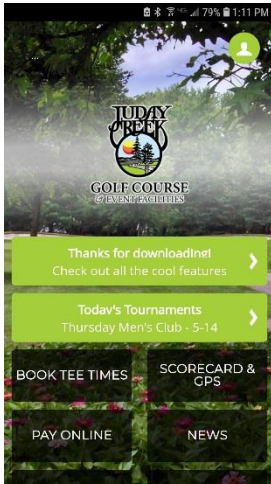 79% 1:11 PM
JUDAY
CREEK
GOLF COURSE
& EVENT FACILITIES
Thanks for downloading!
Check out all the cool features
Today's Tournaments
Thursday Men's Club - 5-14
BOOK TEE TIMES
SCORECARD &
GPS
PAY ONLINE
NEWS